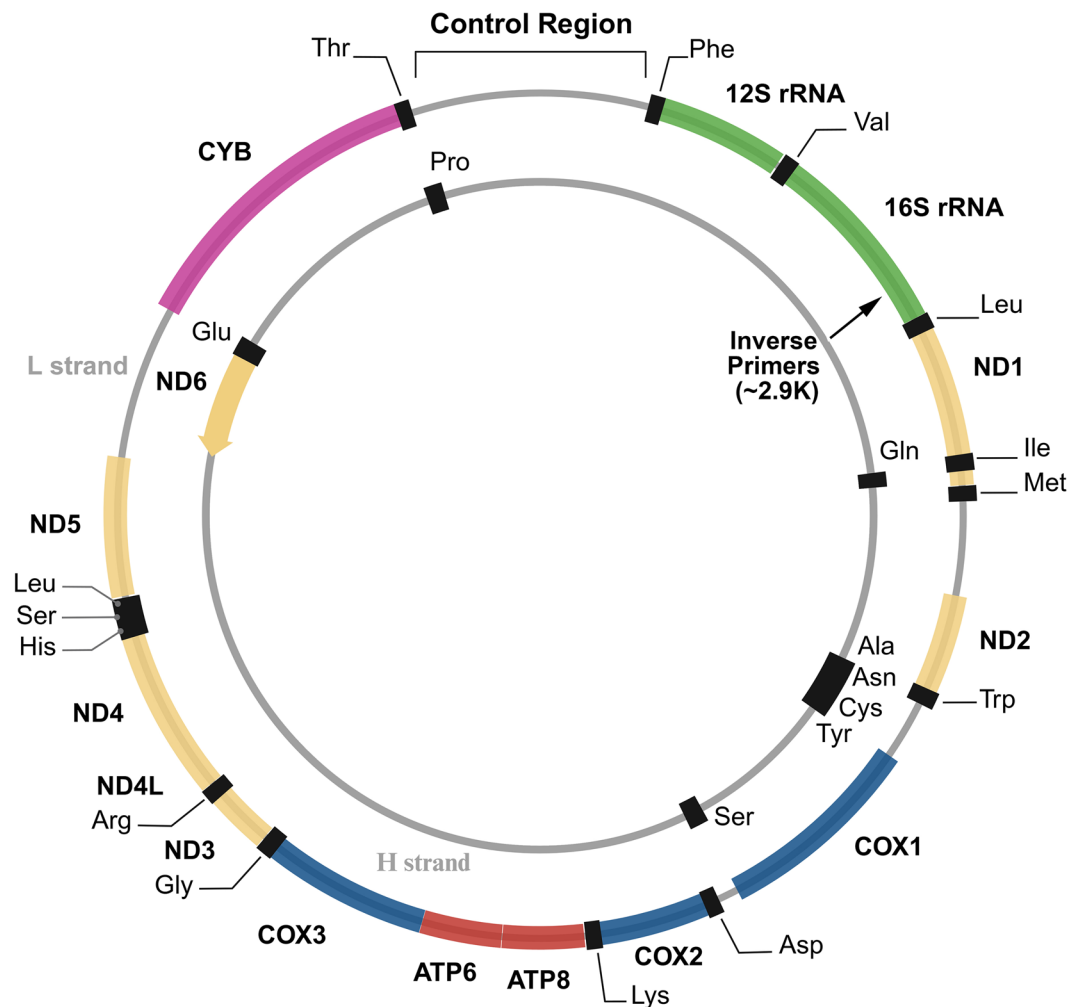 Control Region
Thr
Phe
12S rRNA
Val
CYB
Pro
16S rRNA
Leu
Glu
Inverse
Primers
(~2.9K)
ND1
L strand
ND6
Gln
Ile
Met
ND5
Leu
Ser
His
Ala
Asn
Cys
Tyr
ND2
Trp
ND4
ND4L
Arg
Ser
ND3
Gly
H strand
COX1
COX3
ATP6
ATP8
COX2
Asp
Lys